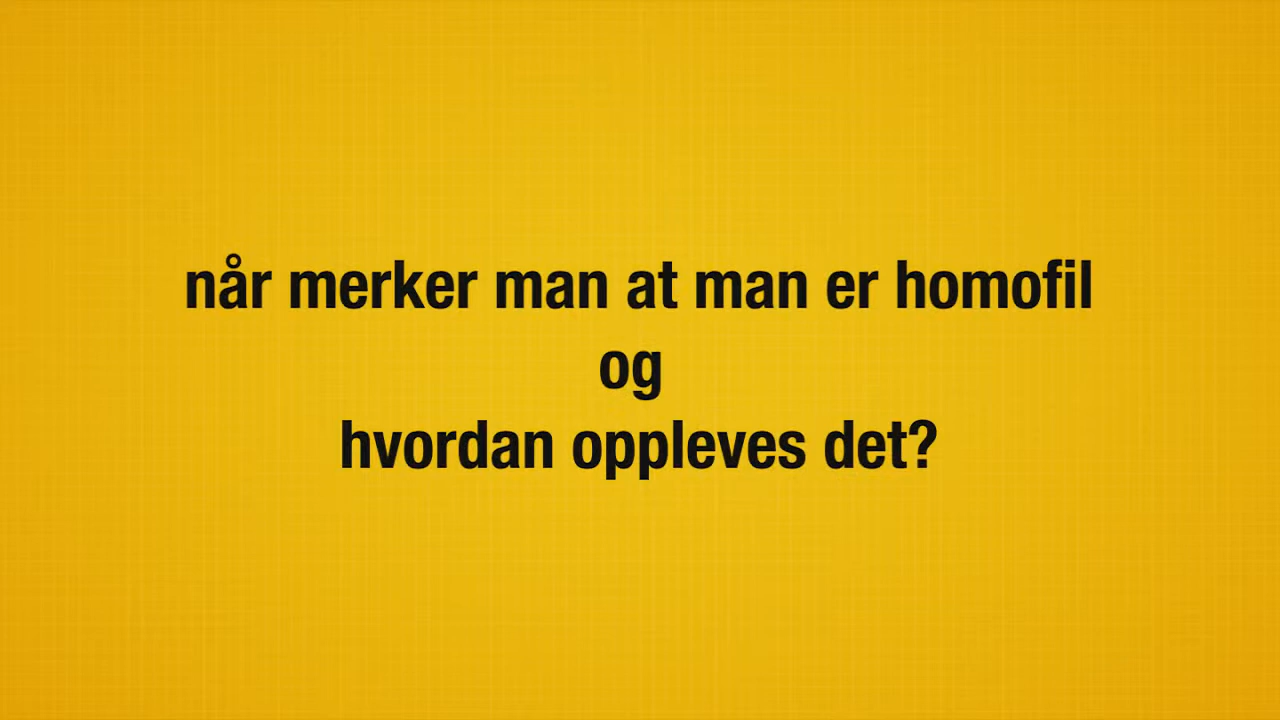 når merker man at man er homofil
og
hvordan oppleves det?